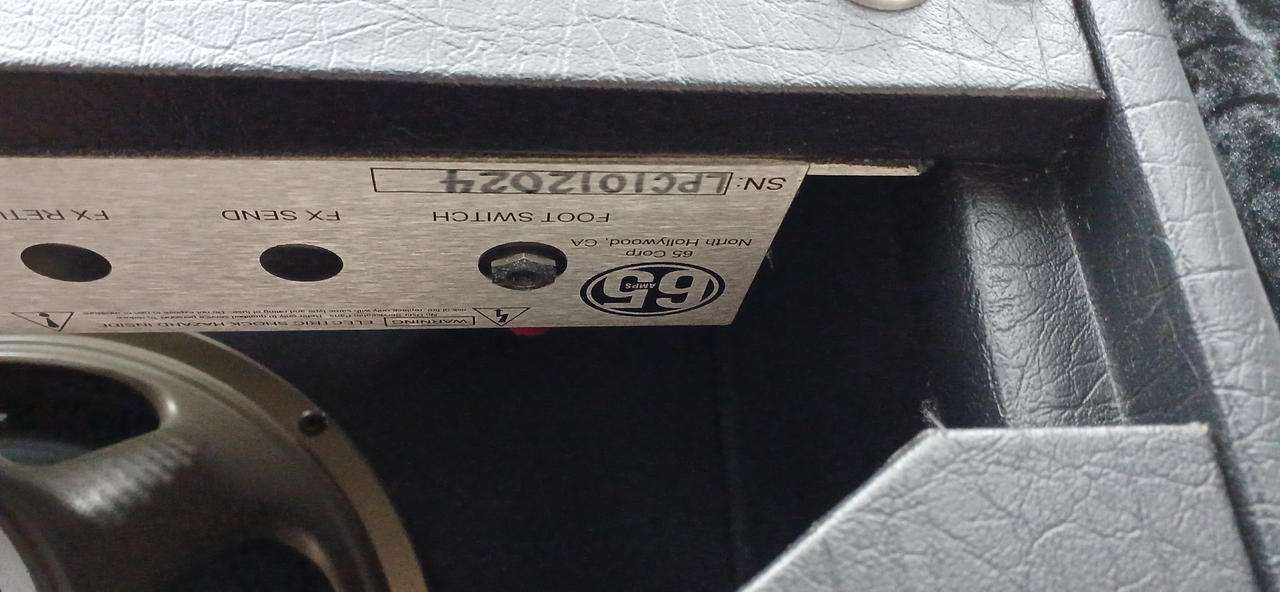 SN: LPC1012024
FOOT SWITCH
FX SEND
FX RETU
65 Corp
North Hollywood, CA
65
AMPS
WARNING ELECTRIC SHOCK HAZARD INSIDE